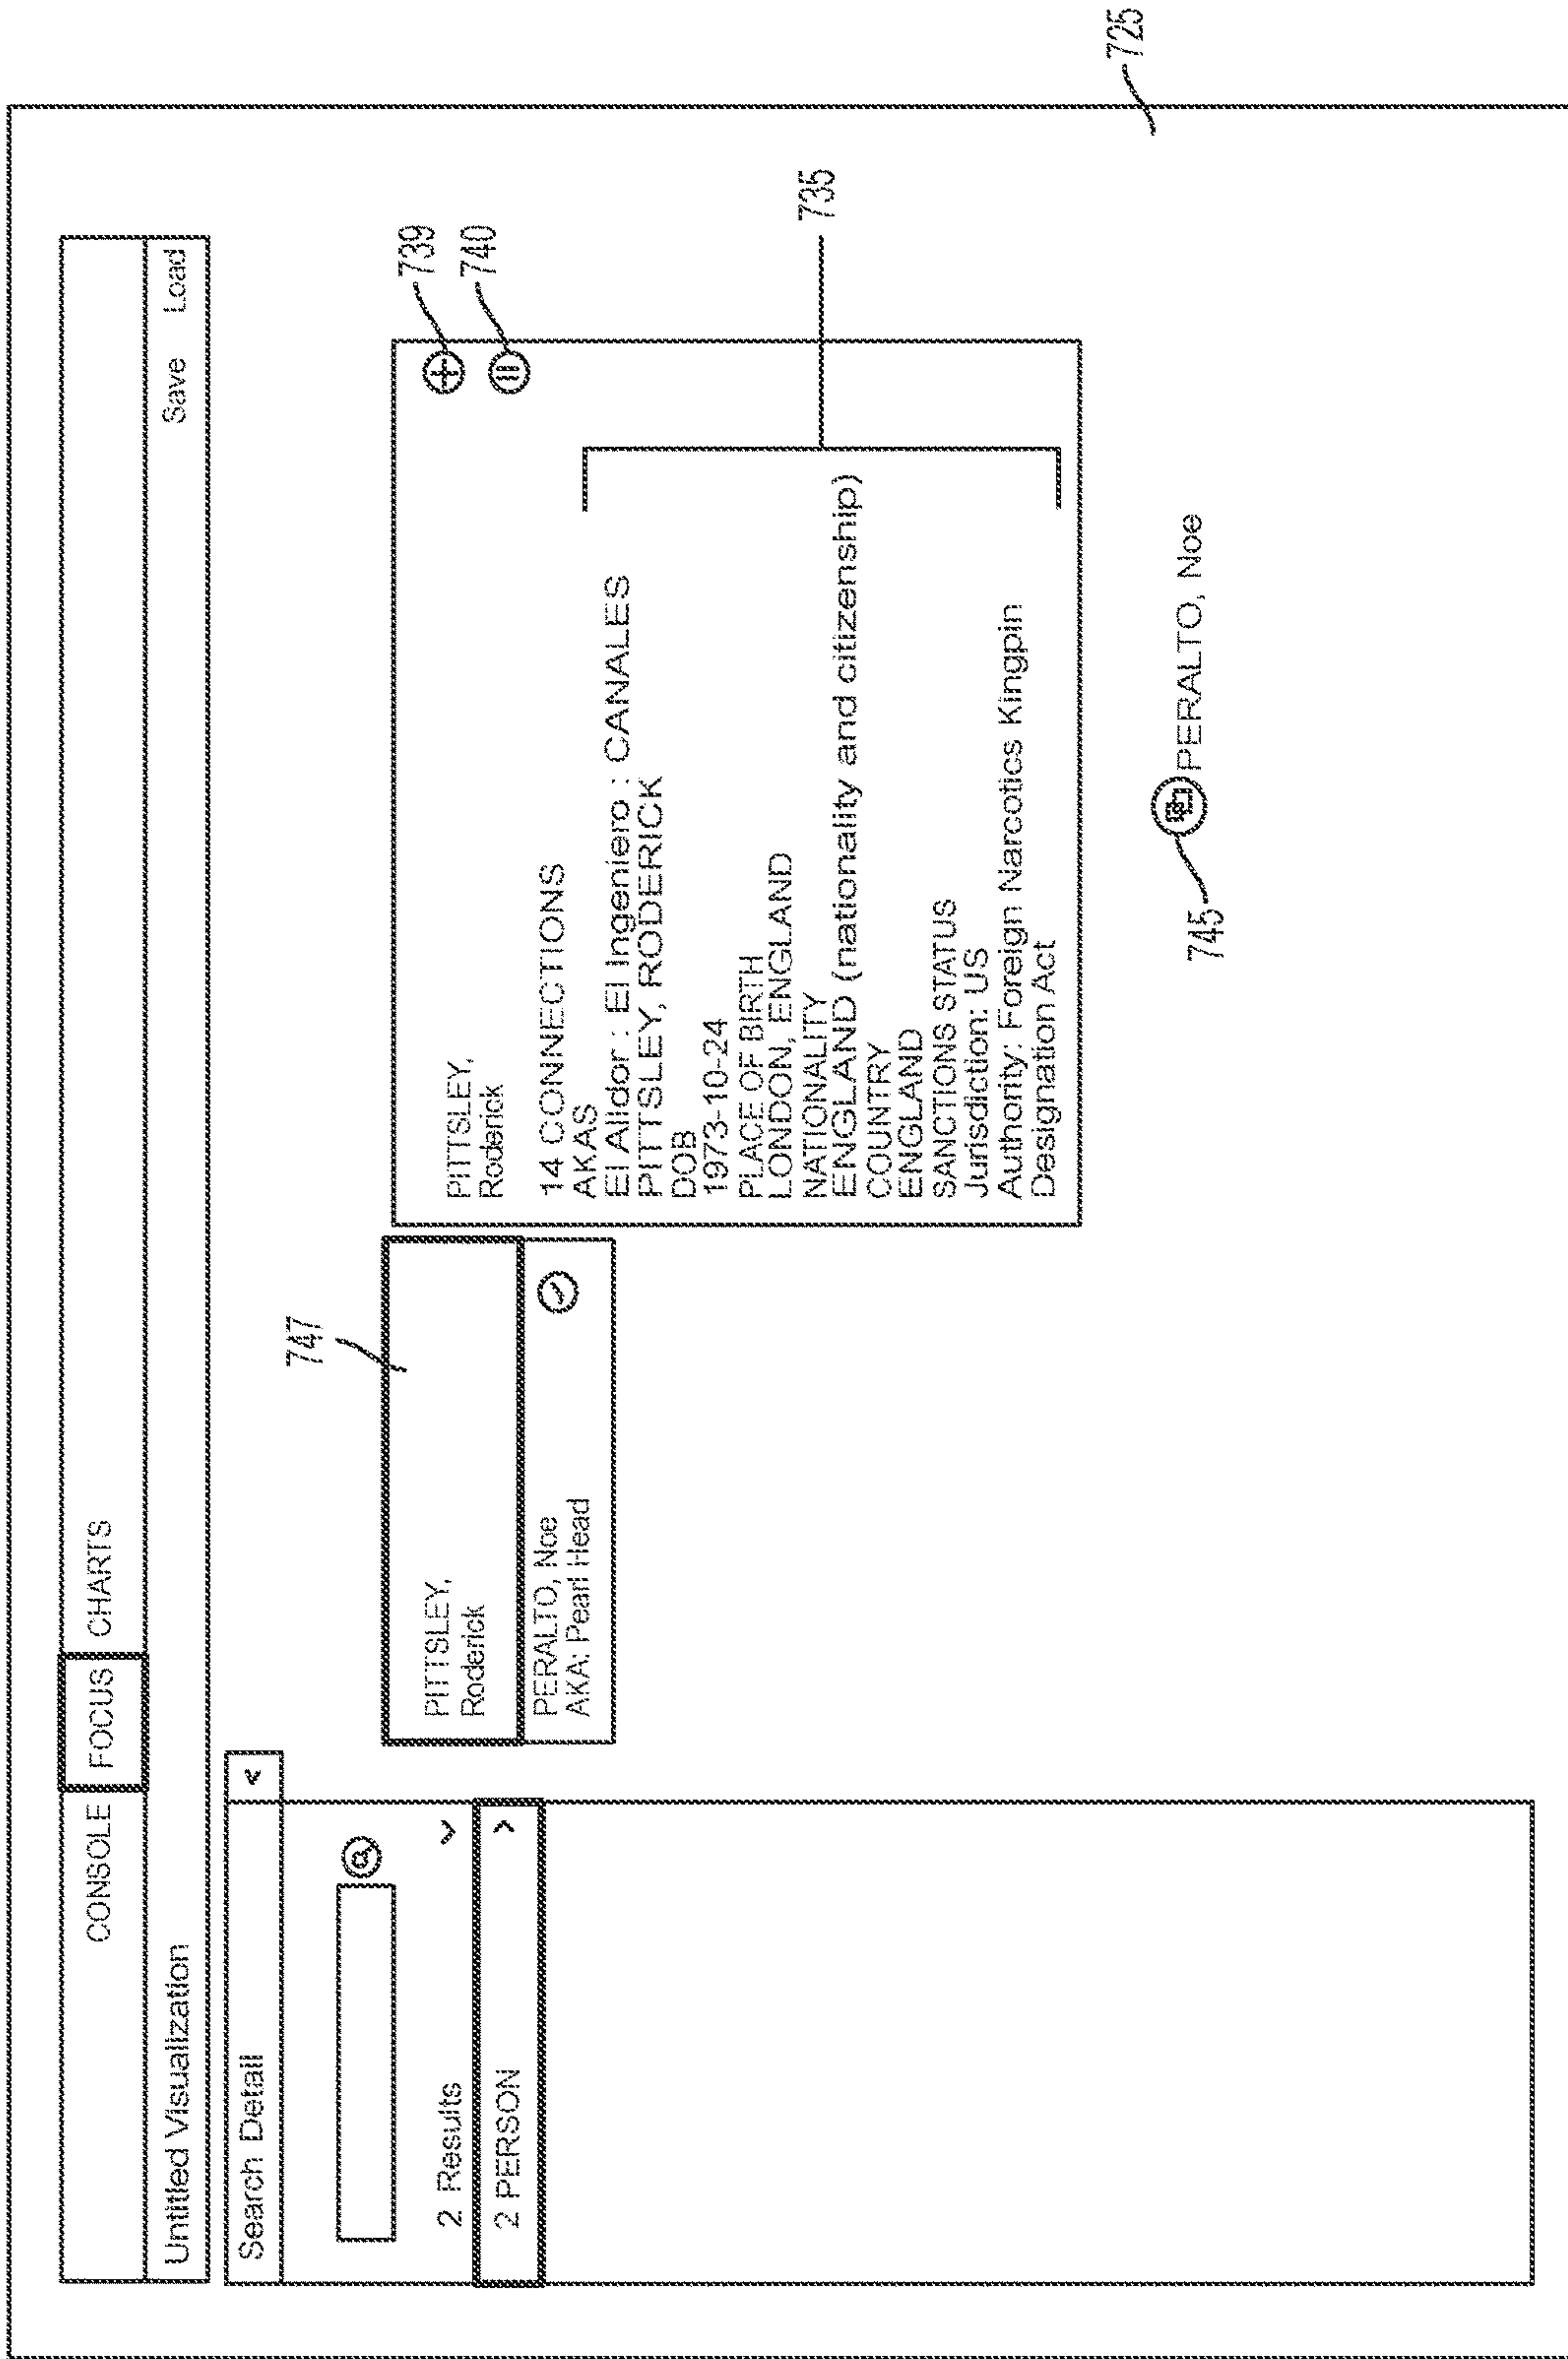 CONSOLE FOCUS CHARTS
Untitled Visualization Save Load
Search Detail <
2 Results
2 PERSON
747
PITTSLEY,
Roderick
PERALTO, Noe
AKA: Pearl Head
PITTSLEY,
Roderick
739
740
14 CONNECTIONS
AKAS
El Alldor : El Ingeniero : CANALES
PITTSLEY, RODERICK
DOB
1973-10-24
PLACE OF BIRTH
LONDON, ENGLAND
NATIONALITY
ENGLAND (nationality and citizenship)
COUNTRY
ENGLAND
SANCTIONS STATUS
Jurisdiction: US
Authority: Foreign Narcotics Kingpin
Designation Act
735
745
PERALTO, Noe
725